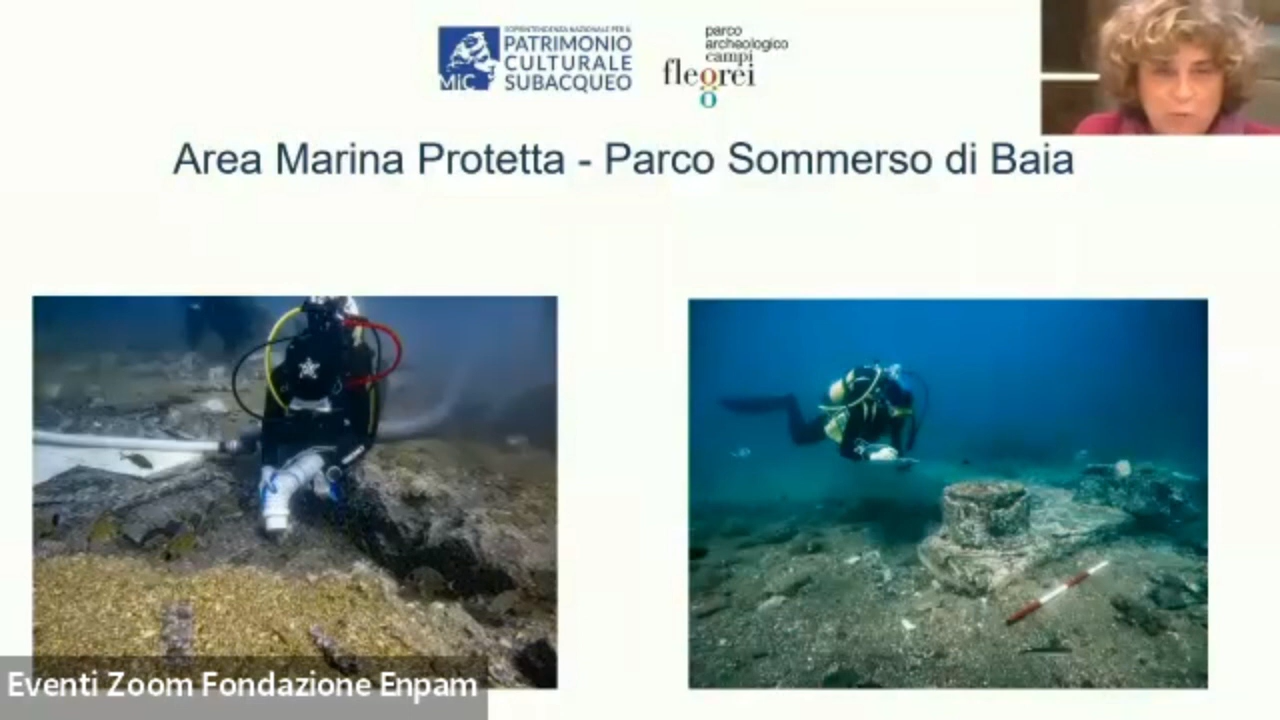 SOPRINTENDENZA NAZIONALE PER IL
PATRIMONIO
CULTURALE
SUBACQUEO
MiC
parco
archeologico
campi
flegrei
Area Marina Protetta - Parco Sommerso di Baia
Eventi Zoom Fondazione Enpam